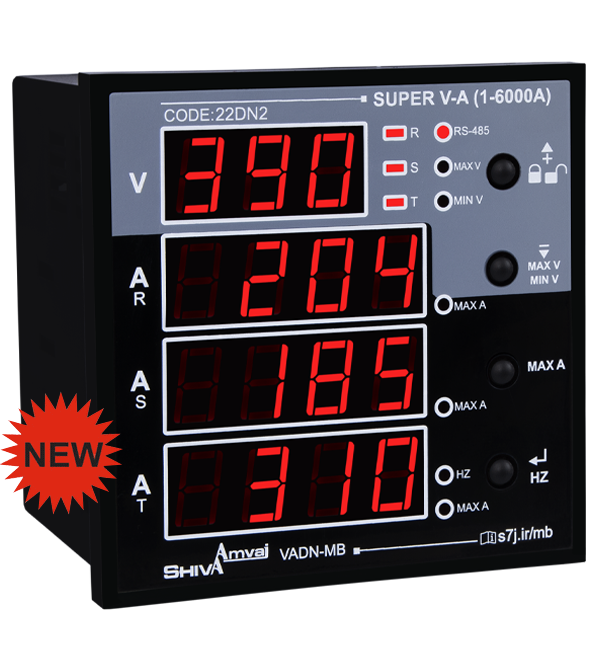 SUPER V-A (1-6000A)
CODE:22DN2
V
390
R
RS-485
S
MAX V
T
MIN V
+
A
R
204
MAX A
MAX V
MIN V
A
S
185
MAX A
MAX A
A
T
310
HZ
MAX A
HZ
NEW
SHIVA Amvaj
VADN-MB
s7j.ir/mb